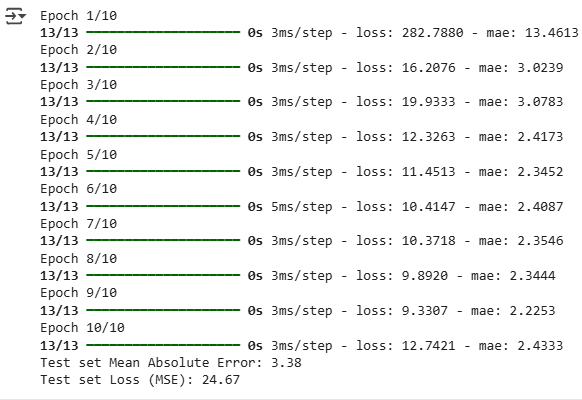 Epoch 1/10
13/13 ━━━━━━━━━━━━━━━━━━━━ 0s 3ms/step - loss: 282.7880 - mae: 13.4613
Epoch 2/10
13/13 ━━━━━━━━━━━━━━━━━━━━ 0s 3ms/step - loss: 16.2076 - mae: 3.0239
Epoch 3/10
13/13 ━━━━━━━━━━━━━━━━━━━━ 0s 3ms/step - loss: 19.9333 - mae: 3.0783
Epoch 4/10
13/13 ━━━━━━━━━━━━━━━━━━━━ 0s 3ms/step - loss: 12.3263 - mae: 2.4173
Epoch 5/10
13/13 ━━━━━━━━━━━━━━━━━━━━ 0s 3ms/step - loss: 11.4513 - mae: 2.3452
Epoch 6/10
13/13 ━━━━━━━━━━━━━━━━━━━━ 0s 5ms/step - loss: 10.4147 - mae: 2.4087
Epoch 7/10
13/13 ━━━━━━━━━━━━━━━━━━━━ 0s 3ms/step - loss: 10.3718 - mae: 2.3546
Epoch 8/10
13/13 ━━━━━━━━━━━━━━━━━━━━ 0s 3ms/step - loss: 9.8920 - mae: 2.3444
Epoch 9/10
13/13 ━━━━━━━━━━━━━━━━━━━━ 0s 3ms/step - loss: 9.3307 - mae: 2.2253
Epoch 10/10
13/13 ━━━━━━━━━━━━━━━━━━━━ 0s 3ms/step - loss: 12.7421 - mae: 2.4333
Test set Mean Absolute Error: 3.38
Test set Loss (MSE): 24.67